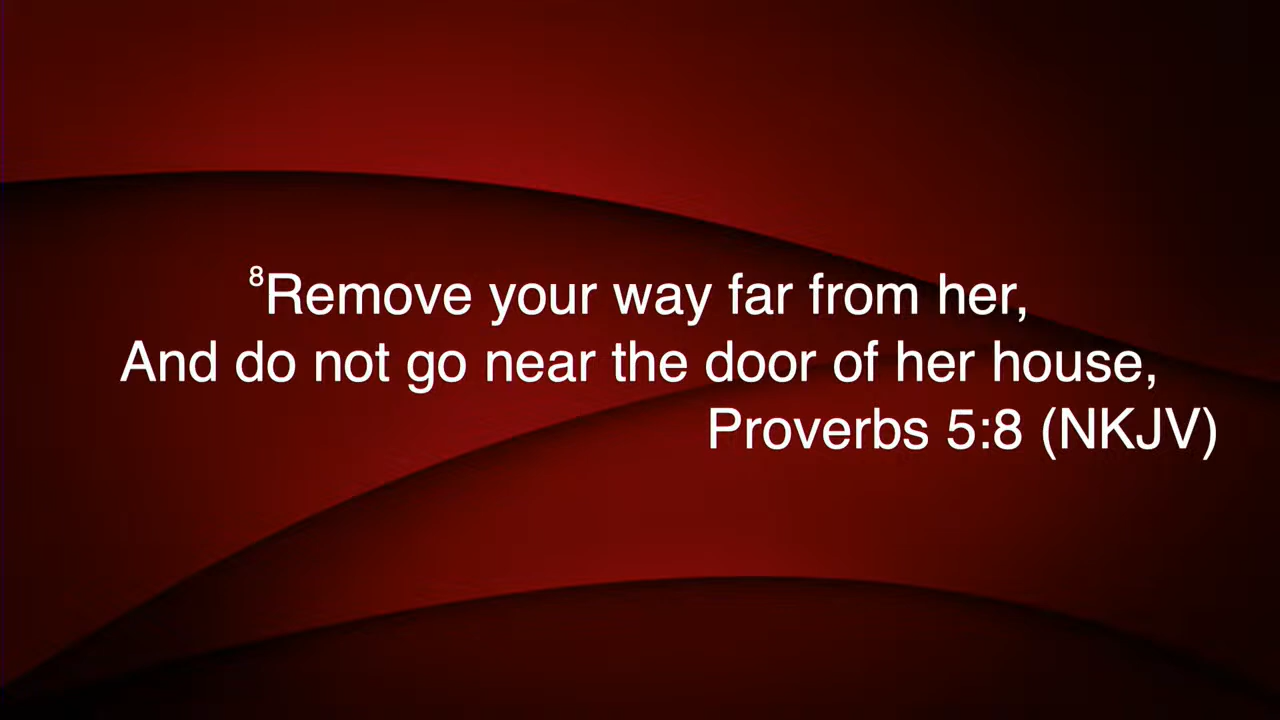 ⁸Remove your way far from her,
And do not go near the door of her house,
Proverbs 5:8 (NKJV)